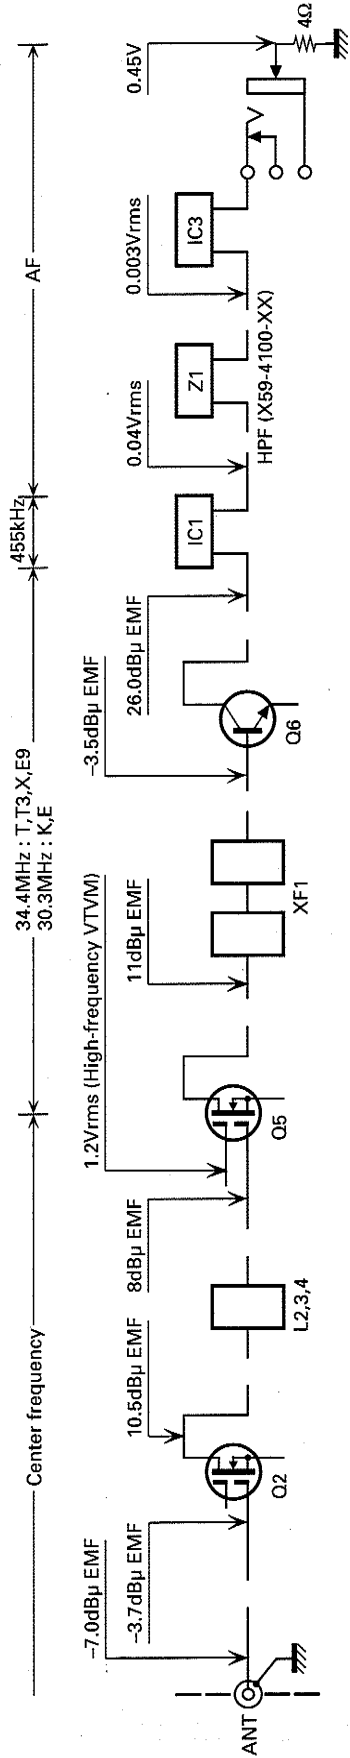 Center frequency
34.4MHz : T,T3,X,E9
30.3MHz : K,E
455kHz
AF
–7.0dBμ EMF
–3.7dBμ EMF
10.5dBμ EMF
8dBμ EMF
1.2Vrms (High-frequency VTVM)
11dBμ EMF
–3.5dBμ EMF
26.0dBμ EMF
0.04Vrms
0.003Vrms
0.45V
ANT
Q2
L2,3,4
Q5
XF1
Q6
IC1
Z1
HPF (X59-4100-XX)
IC3
V
4Ω